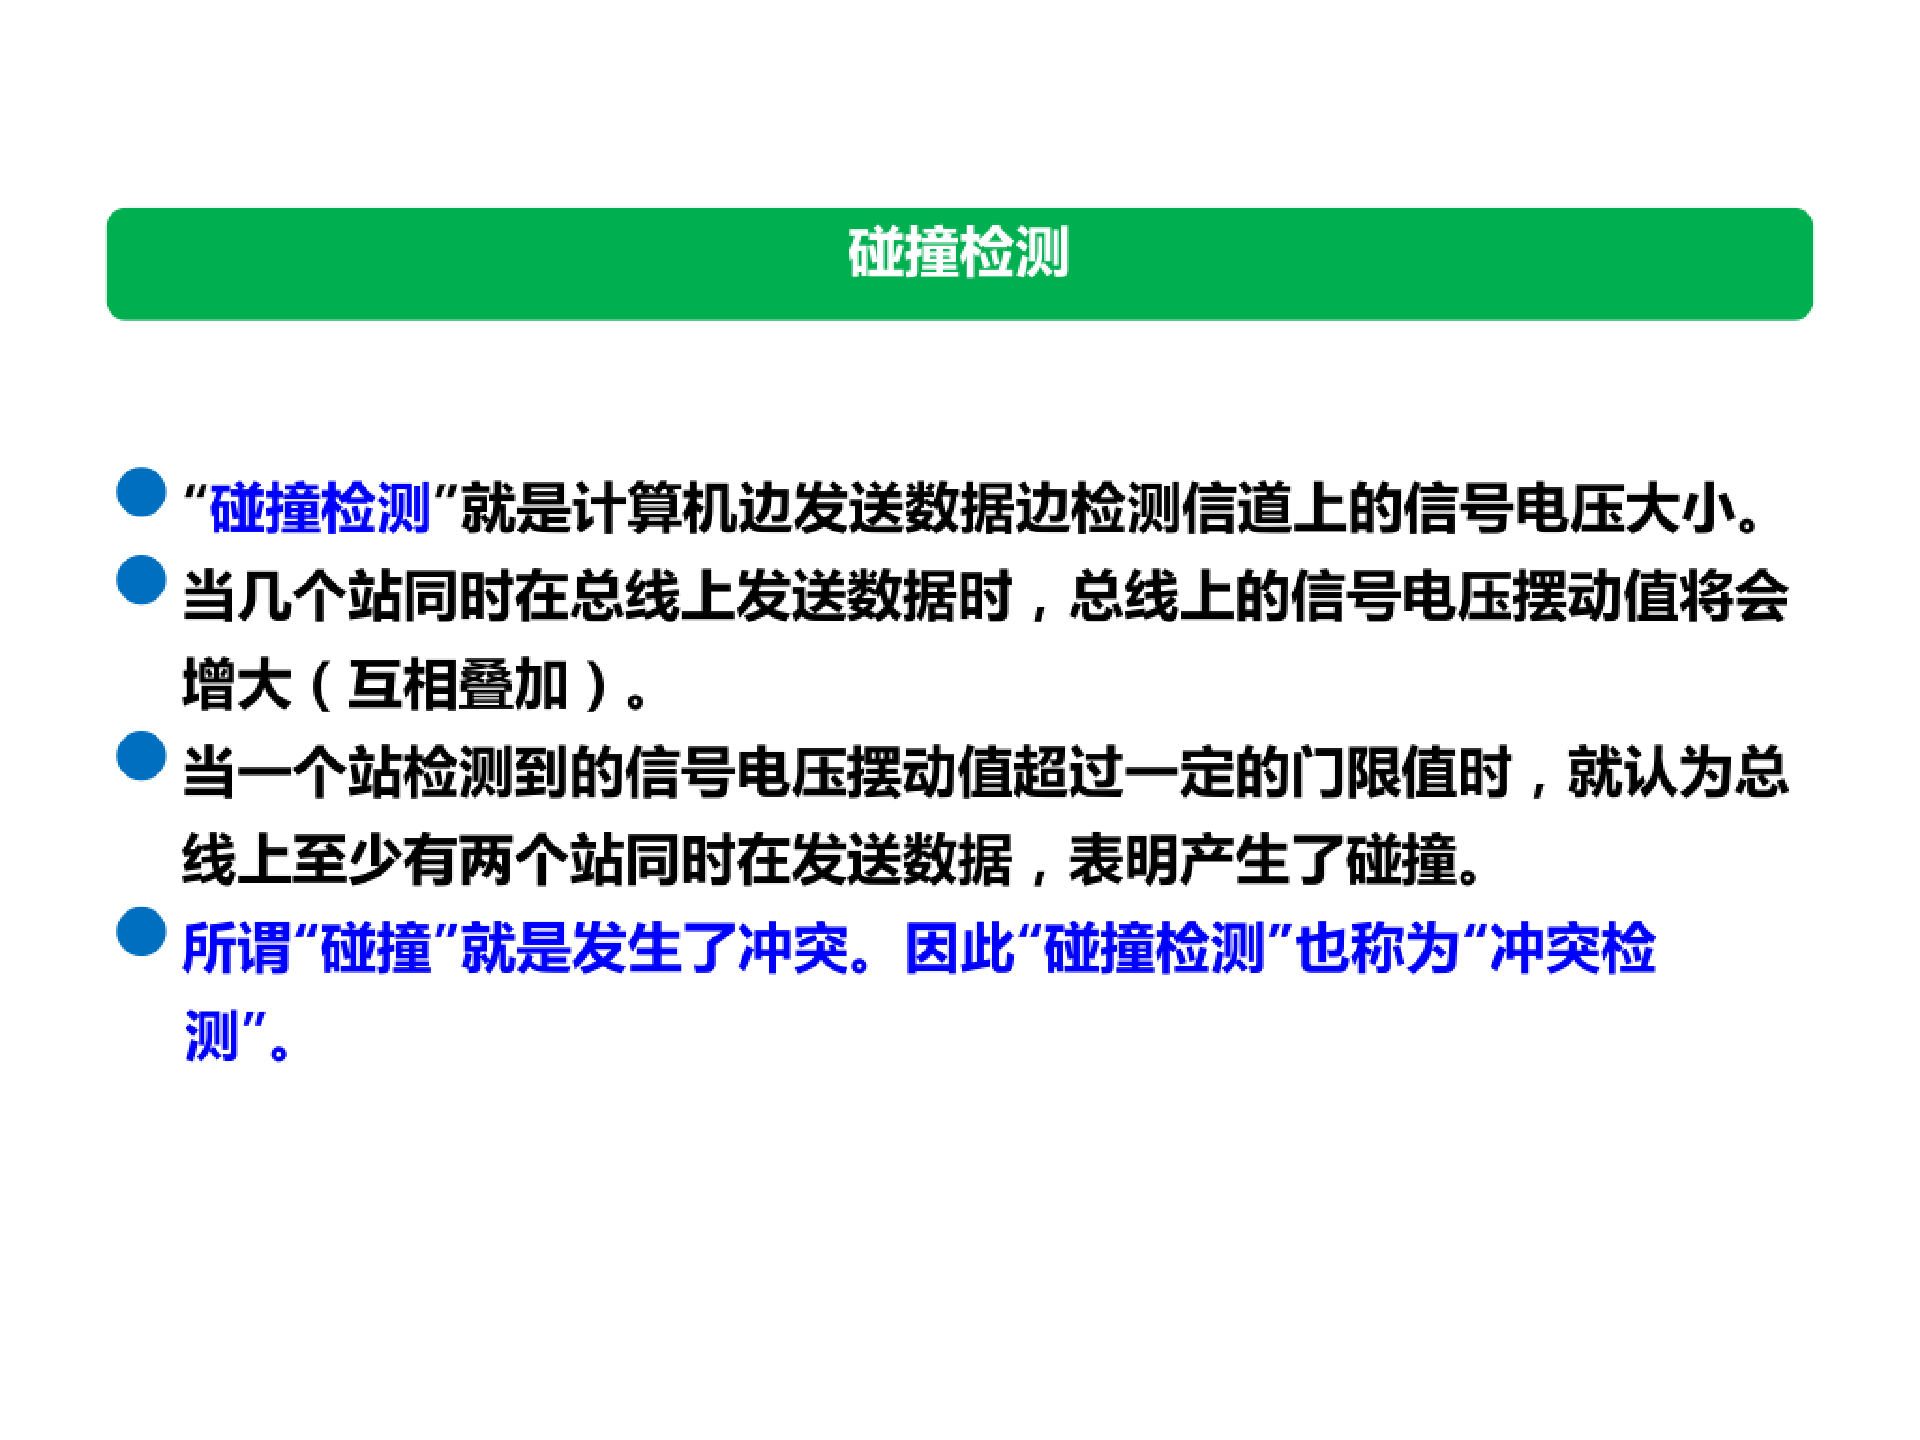 碰撞检测
“碰撞检测”就是计算机边发送数据边检测信道上的信号电压大小。
当几个站同时在总线上发送数据时，总线上的信号电压摆动值将会
增大（互相叠加）。
当一个站检测到的信号电压摆动值超过一定的门限值时，就认为总
线上至少有两个站同时在发送数据，表明产生了碰撞。
所谓“碰撞”就是发生了冲突。因此“碰撞检测”也称为“冲突检
测”。